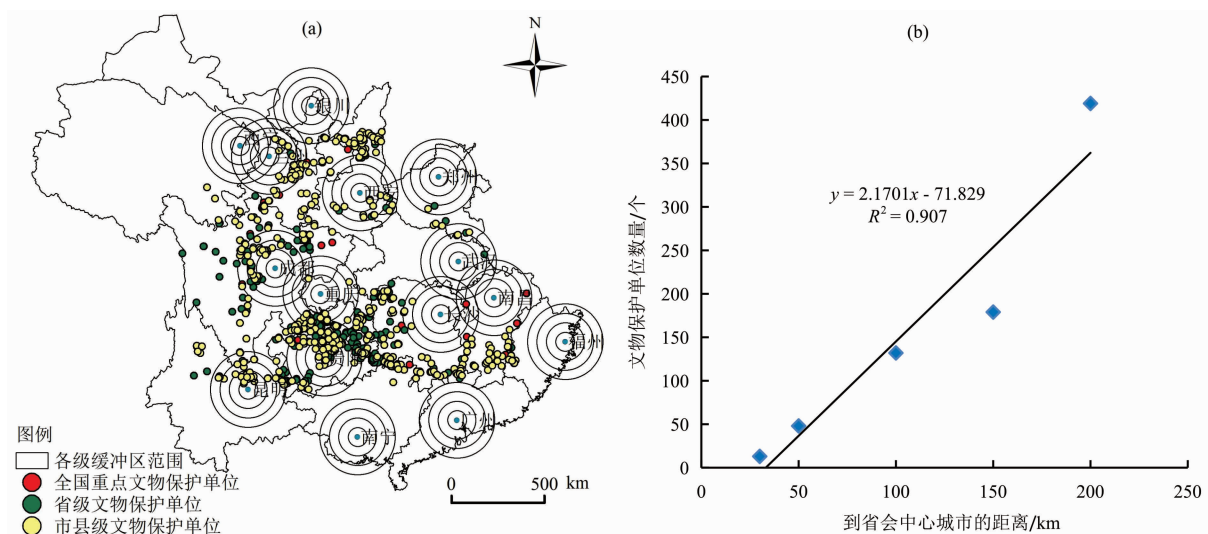 (a)
N
银川
西宁
兰州
西安
郑州
成都
重庆
武汉
南昌
长沙
福州
贵阳
昆明
南宁
广州
图例
各级缓冲区范围
全国重点文物保护单位
省级文物保护单位
市县级文物保护单位
0 500 km
(b)
文物保护单位数量/个
450
400
350
300
250
200
150
100
50
0
y = 2.1701x - 71.829
R² = 0.907
0 50 100 150 200 250
到省会中心城市的距离/km